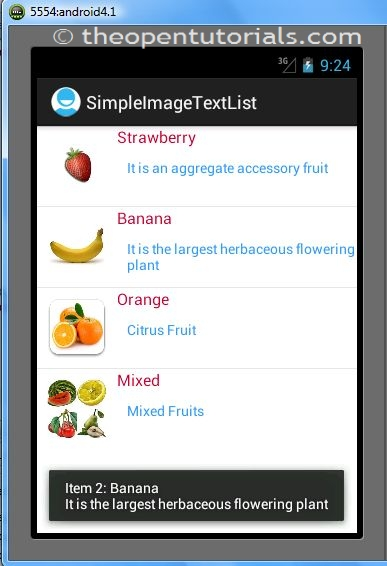 5554:android4.1
© theopentutorials.com
3G 9:24
SimpleImageTextList
Strawberry
It is an aggregate accessory fruit
Banana
It is the largest herbaceous flowering
plant
Orange
Citrus Fruit
Mixed
Mixed Fruits
Item 2: Banana
It is the largest herbaceous flowering plant